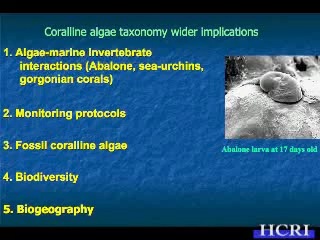 Coralline algae taxonomy wider implications
1. Algae-marine invertebrate
interactions (Abalone, sea-urchins,
gorgonian corals)
2. Monitoring protocols
3. Fossil coralline algae
Abalone larva at 17 days old
4. Biodiversity
5. Biogeography
HCRI